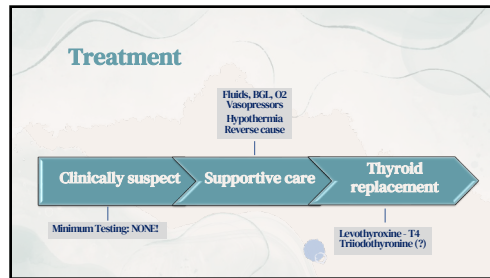 Treatment
Fluids, BGL, O2
Vasopressors
Hypothermia
Reverse cause
Clinically suspect
Supportive care
Thyroid
replacement
Minimum Testing: NONE!
Levothyroxine - T4
Triiodothyronine (?)